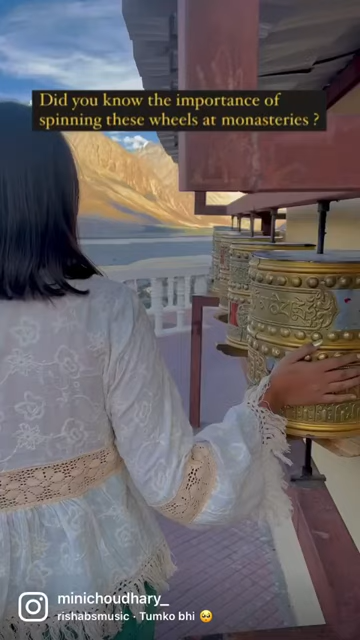 Did you know the importance of
spinning these wheels at monasteries ?
minichoudhary_
rishabsmusic · Tumko bhi 🥺